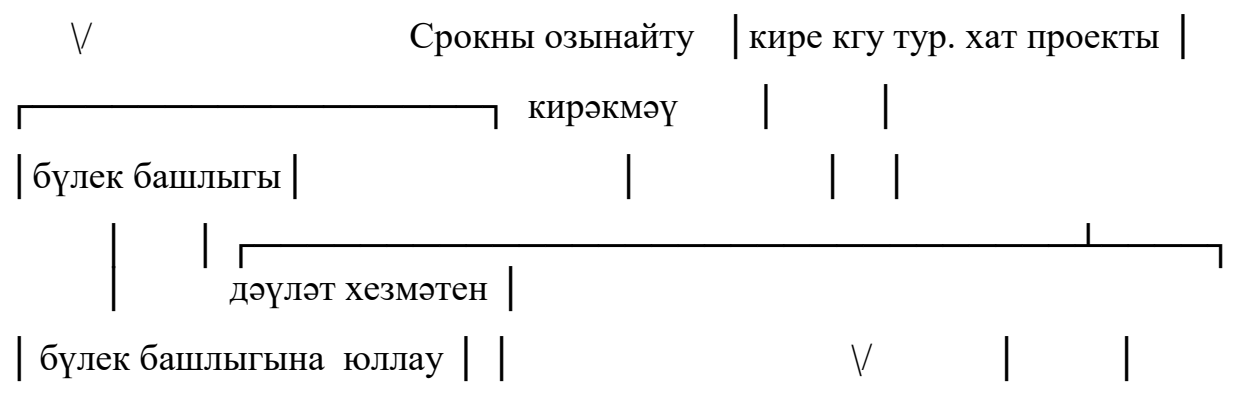 \/ Срокны озынайту │кире кгу тур. хат проекты │
┌──────────────────┐ кирәкмәү │ │
│бүлек башлыгы│ │ │ │
│ │ ┌─────────────────────────────────┴─────┐
│ дәүләт хезмәтен │
│ бүлек башлыгына юллау │ │ \/ │ │